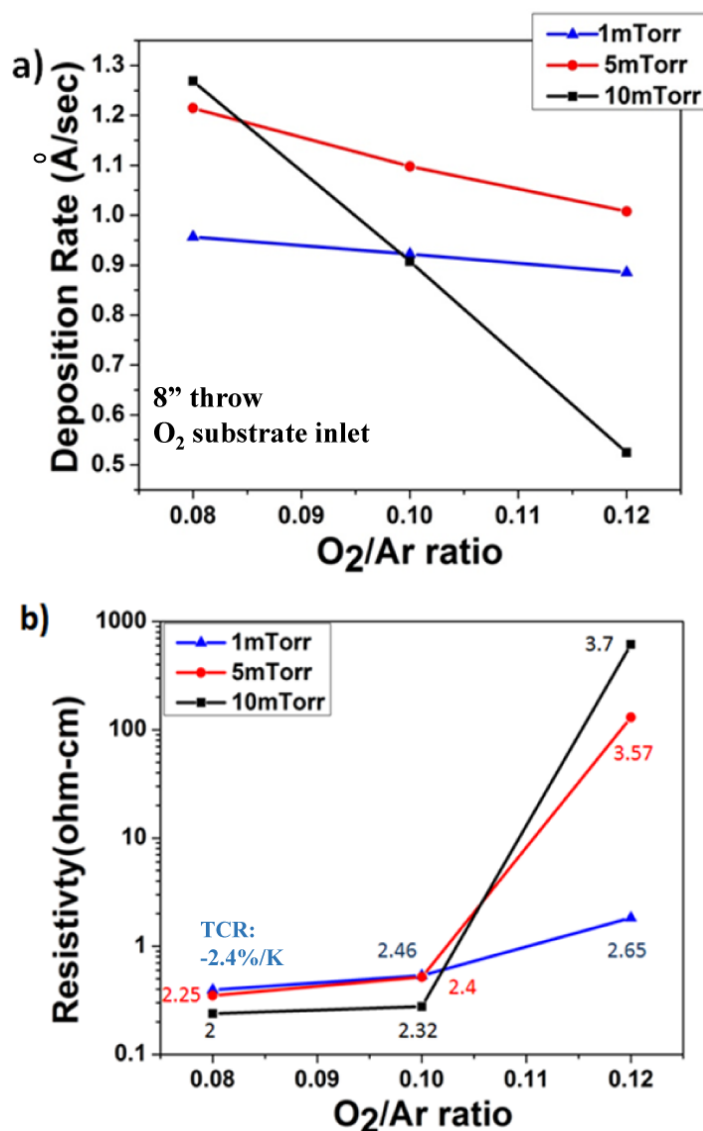 a)
1mTorr
5mTorr
10mTorr
Deposition Rate (Å/sec)
1.3
1.2
1.1
1.0
0.9
0.8
0.7
0.6
0.5
8” throw
O₂ substrate inlet
0.08 0.09 0.10 0.11 0.12
O₂/Ar ratio
b)
1mTorr
5mTorr
10mTorr
Resistivty(ohm-cm)
1000
100
10
1
0.1
3.7
3.57
TCR:
-2.4%/K
2.46
2.65
2.25
2.4
2
2.32
0.08 0.09 0.10 0.11 0.12
O₂/Ar ratio